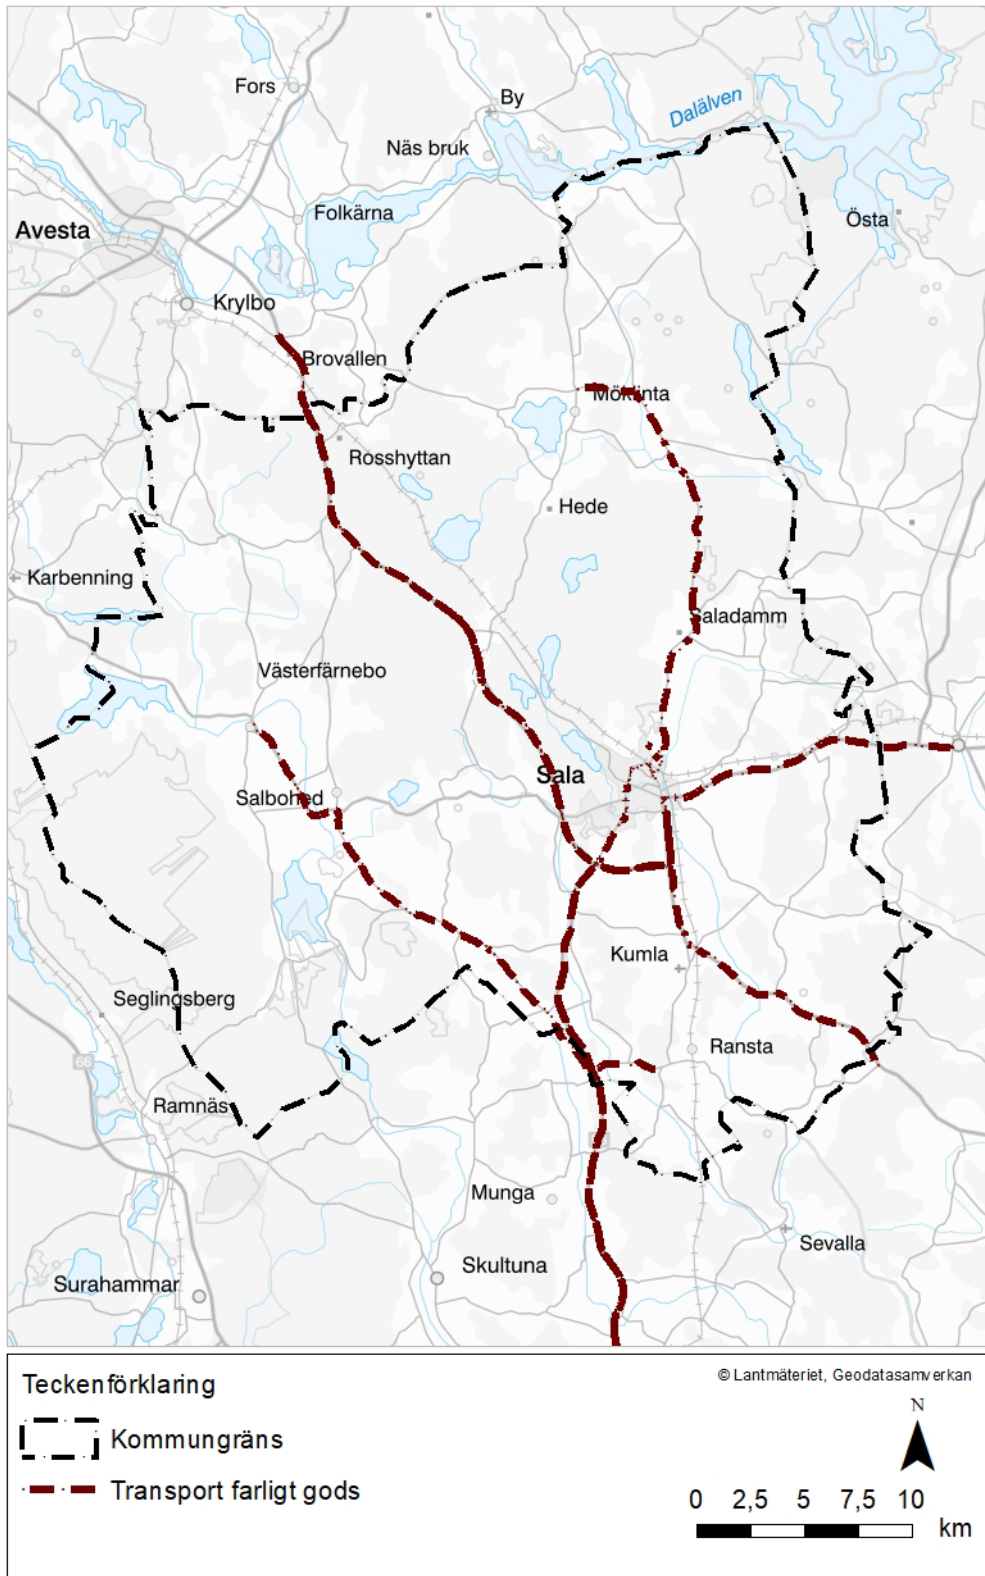 Fors
By
Dalälven
Näs bruk
Folkärna
Östa
Avesta
Krylbo
Brovallen
Möklinta
Rosshyttan
Hede
Karbenning
Saladamm
Västerfärnebo
Sala
Salbohed
Kumla
Seglingsberg
Ransta
66
Ramnäs
Munga
Sevalla
Skultuna
Surahammar
Teckenförklaring
© Lantmäteriet, Geodatasamverkan
Kommungräns
N
Transport farligt gods
0 2,5 5 7,5 10
km